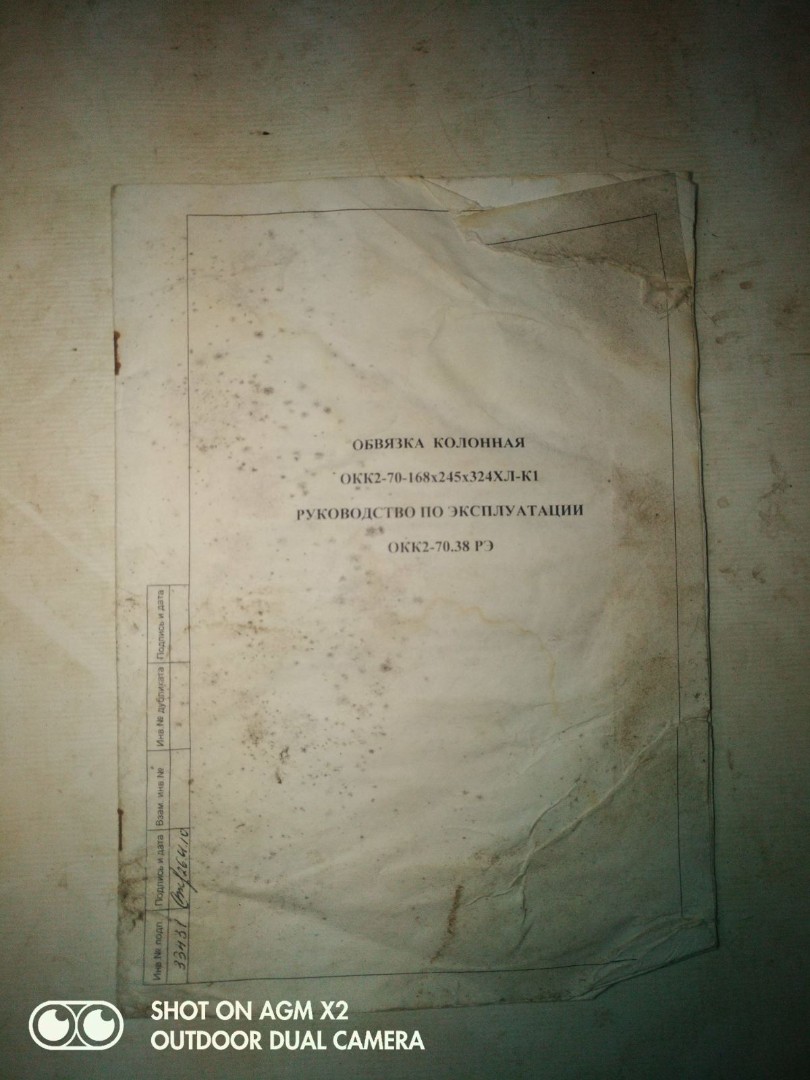 ОБВЯЗКА КОЛОННАЯ
ОКК2-70-168х245х324ХЛ-К1
РУКОВОДСТВО ПО ЭКСПЛУАТАЦИИ
ОКК2-70.38 РЭ
Подпись и дата
Инв № дубликата
Взам. инв №
Подпись и дата
Инв № подл
SHOT ON AGM X2
OUTDOOR DUAL CAMERA